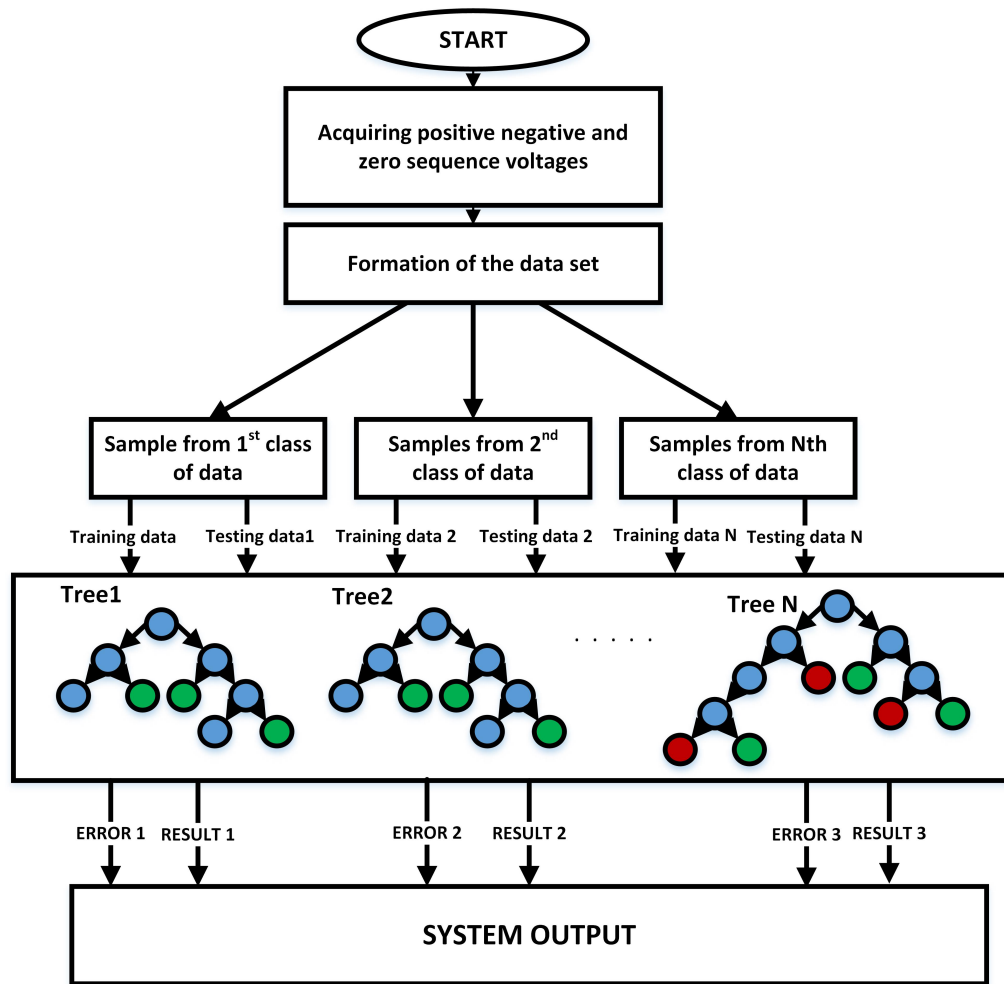 START
Acquiring positive negative and
zero sequence voltages
Formation of the data set
Sample from 1st class
of data
Samples from 2nd
class of data
Samples from Nth
class of data
Training data
Testing data1
Training data 2
Testing data 2
Training data N
Testing data N
Tree1
Tree2
. . . . .
Tree N
ERROR 1
RESULT 1
ERROR 2
RESULT 2
ERROR 3
RESULT 3
SYSTEM OUTPUT